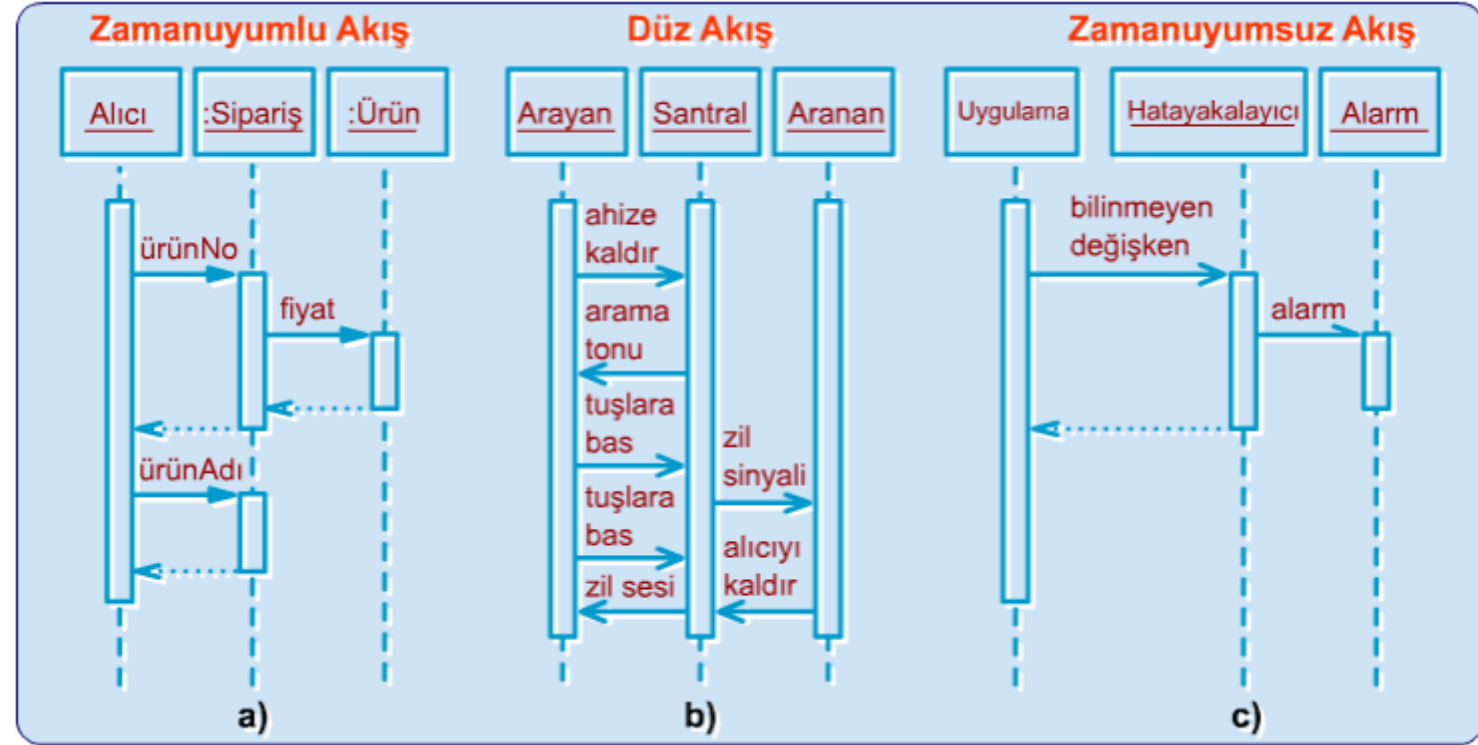 Zamanuyumlu Akış
Alıcı
:Sipariş
:Ürün
ürünNo
fiyat
ürünAdı
a)
Düz Akış
Arayan
Santral
Aranan
ahize
kaldır
arama
tonu
tuşlara
bas
zil
sinyali
tuşlara
bas
alıcıyı
kaldır
zil sesi
b)
Zamanuyumsuz Akış
Uygulama
Hatayakalayıcı
Alarm
bilinmeyen
değişken
alarm
c)